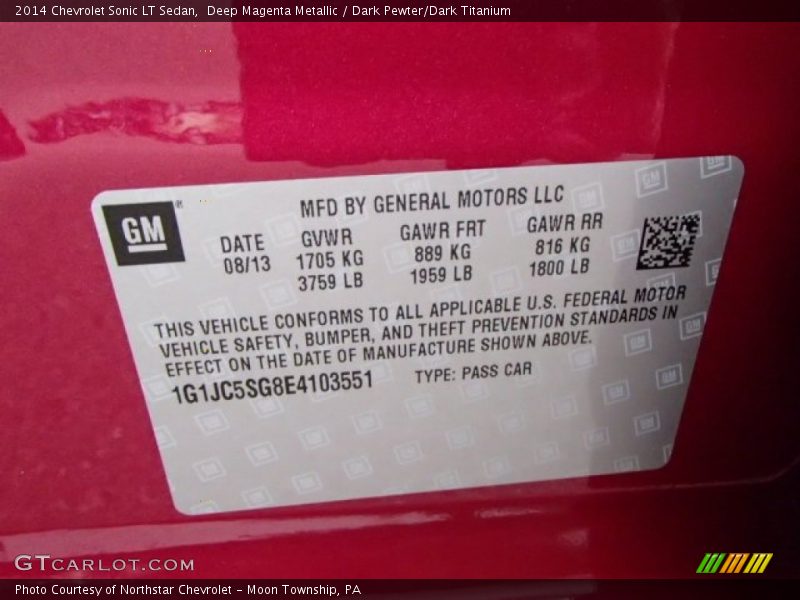 2014 Chevrolet Sonic LT Sedan,  Deep Magenta Metallic / Dark Pewter/Dark Titanium
GM ®
MFD BY GENERAL MOTORS LLC
DATE GVWR GAWR FRT GAWR RR
08/13 1705 KG 889 KG 816 KG
3759 LB 1959 LB 1800 LB
THIS VEHICLE CONFORMS TO ALL APPLICABLE U.S. FEDERAL MOTOR
VEHICLE SAFETY, BUMPER, AND THEFT PREVENTION STANDARDS IN
EFFECT ON THE DATE OF MANUFACTURE SHOWN ABOVE.
1G1JC5SG8E4103551 TYPE: PASS CAR
GTCARLOT.COM
Photo Courtesy of Northstar Chevrolet - Moon Township, PA